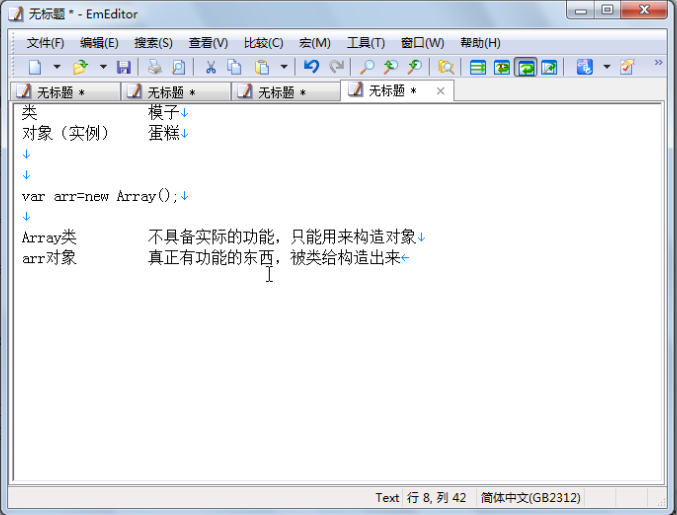 无标题 * - EmEditor
文件(F) 编辑(E) 搜索(S) 查看(V) 比较(C) 宏(M) 工具(T) 窗口(W) 帮助(H)
无标题 * 无标题 * 无标题 * 无标题 *
类 模子
对象（实例） 蛋糕
var arr=new Array();
Array类 不具备实际的功能，只能用来构造对象
arr对象 真正有功能的东西，被类给构造出来
Text 行 8, 列 42 简体中文(GB2312)